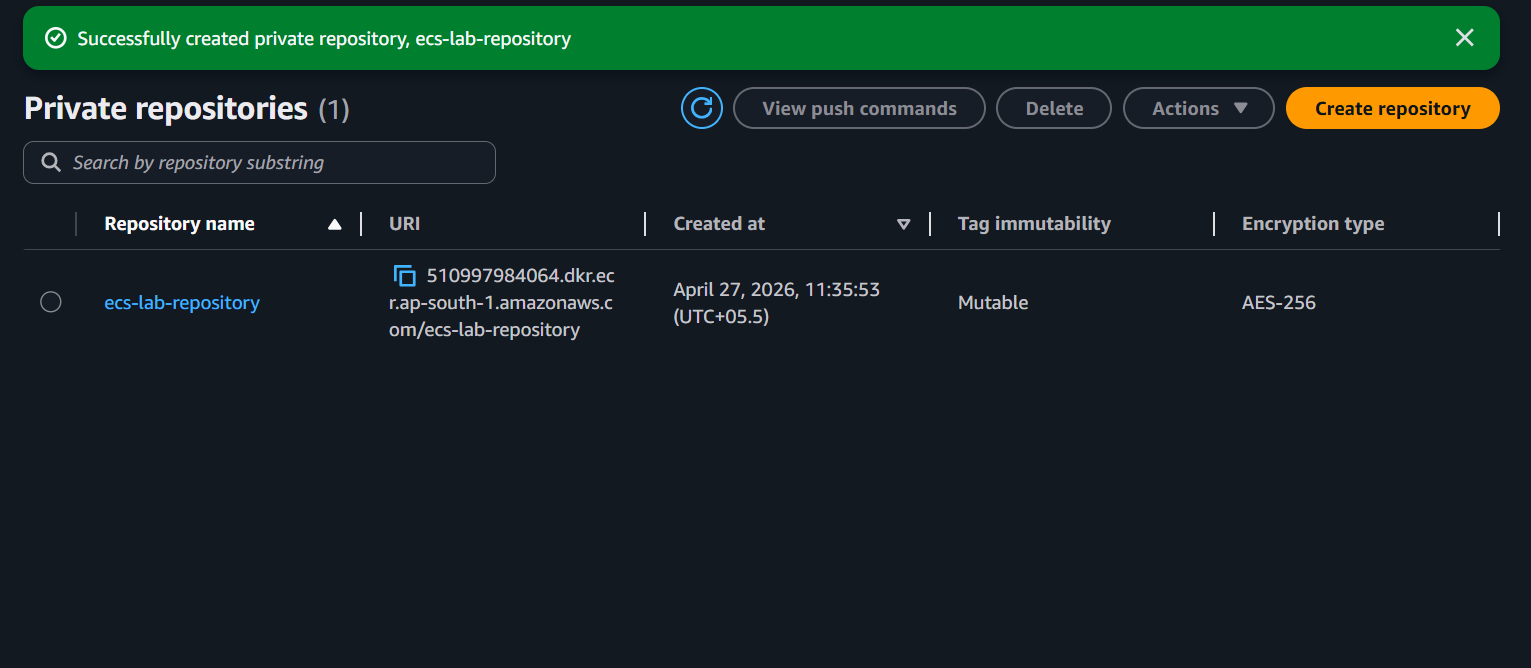 Successfully created private repository, ecs-lab-repository
Private repositories (1)
View push commands
Delete
Actions
Create repository
Search by repository substring
Repository name
URI
Created at
Tag immutability
Encryption type
ecs-lab-repository
510997984064.dkr.ec
r.ap-south-1.amazonaws.c
om/ecs-lab-repository
April 27, 2026, 11:35:53
(UTC+05.5)
Mutable
AES-256